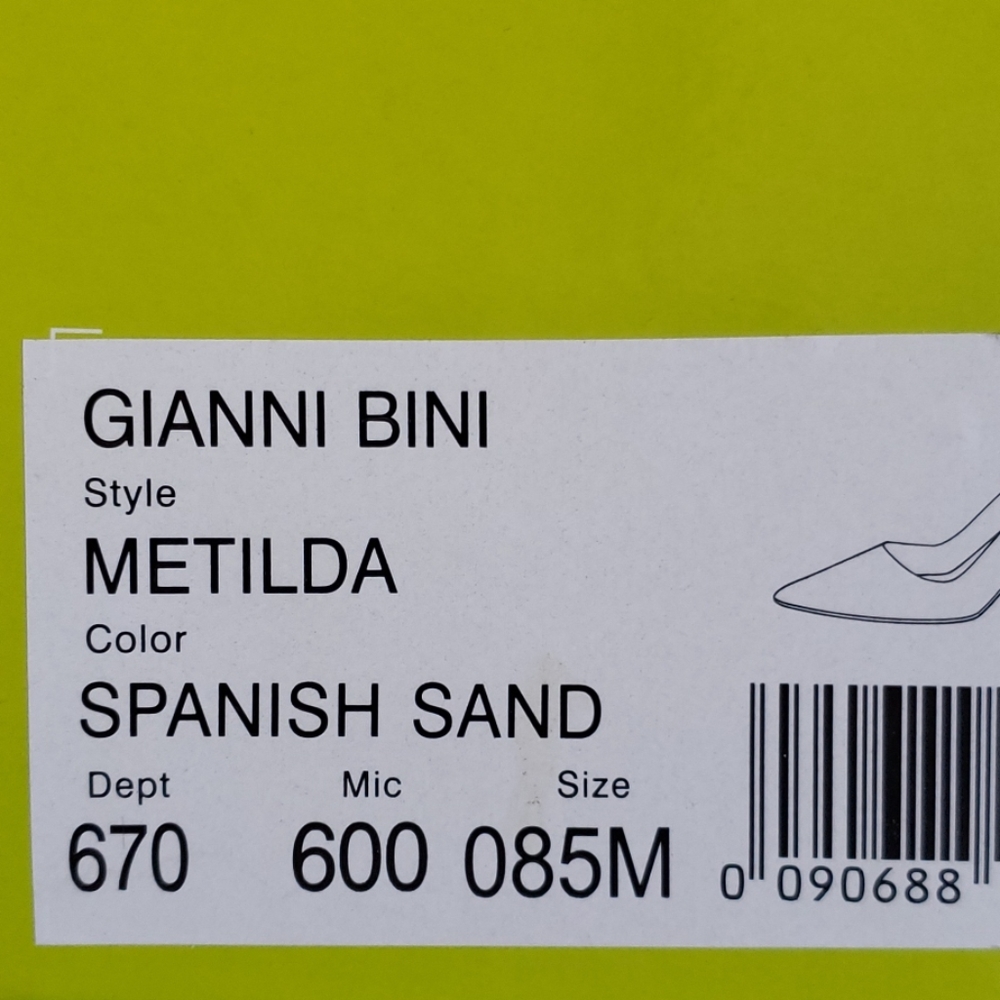 GIANNI BINI
Style
METILDA
Color
SPANISH SAND
Dept Mic Size
670 600 085M
0 090688